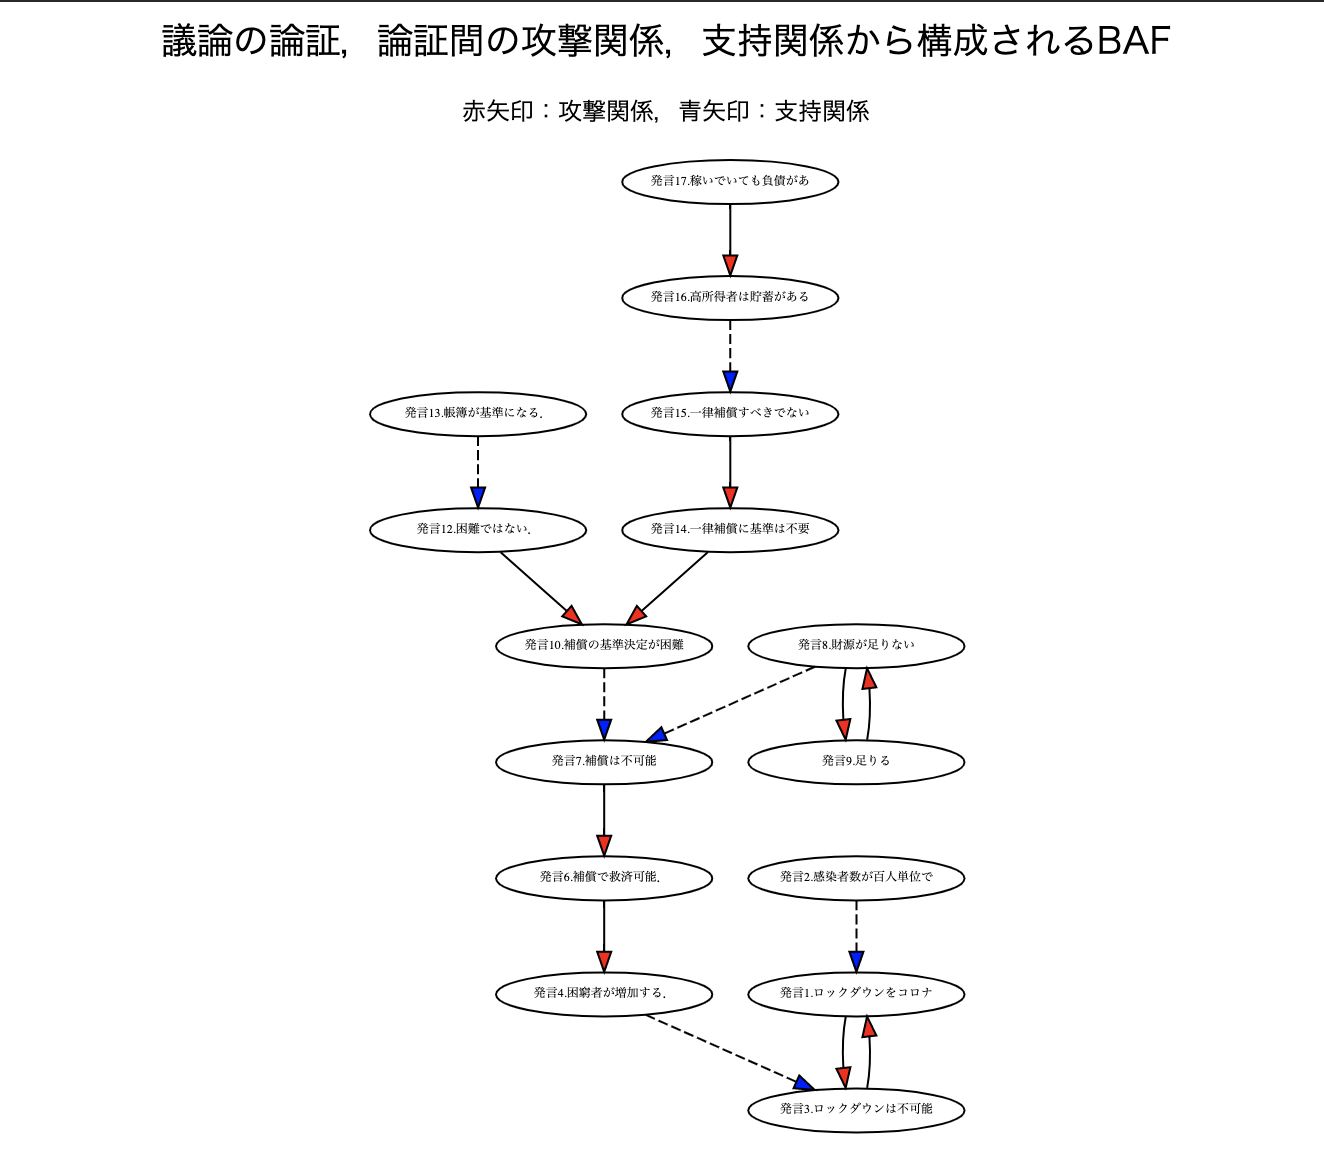 議論の論証，論証間の攻撃関係，支持関係から構成されるBAF
赤矢印：攻撃関係，青矢印：支持関係
発言17.稼いでいても負債があ
発言16.高所得者は貯蓄がある
発言13.帳簿が基準になる．
発言15.一律補償すべきでない
発言12.困難ではない．
発言14.一律補償に基準は不要
発言10.補償の基準決定が困難
発言8.財源が足りない
発言7.補償は不可能
発言9.足りる
発言6.補償で救済可能．
発言2.感染者数が百人単位で
発言4.困窮者が増加する．
発言1.ロックダウンをコロナ
発言3.ロックダウンは不可能